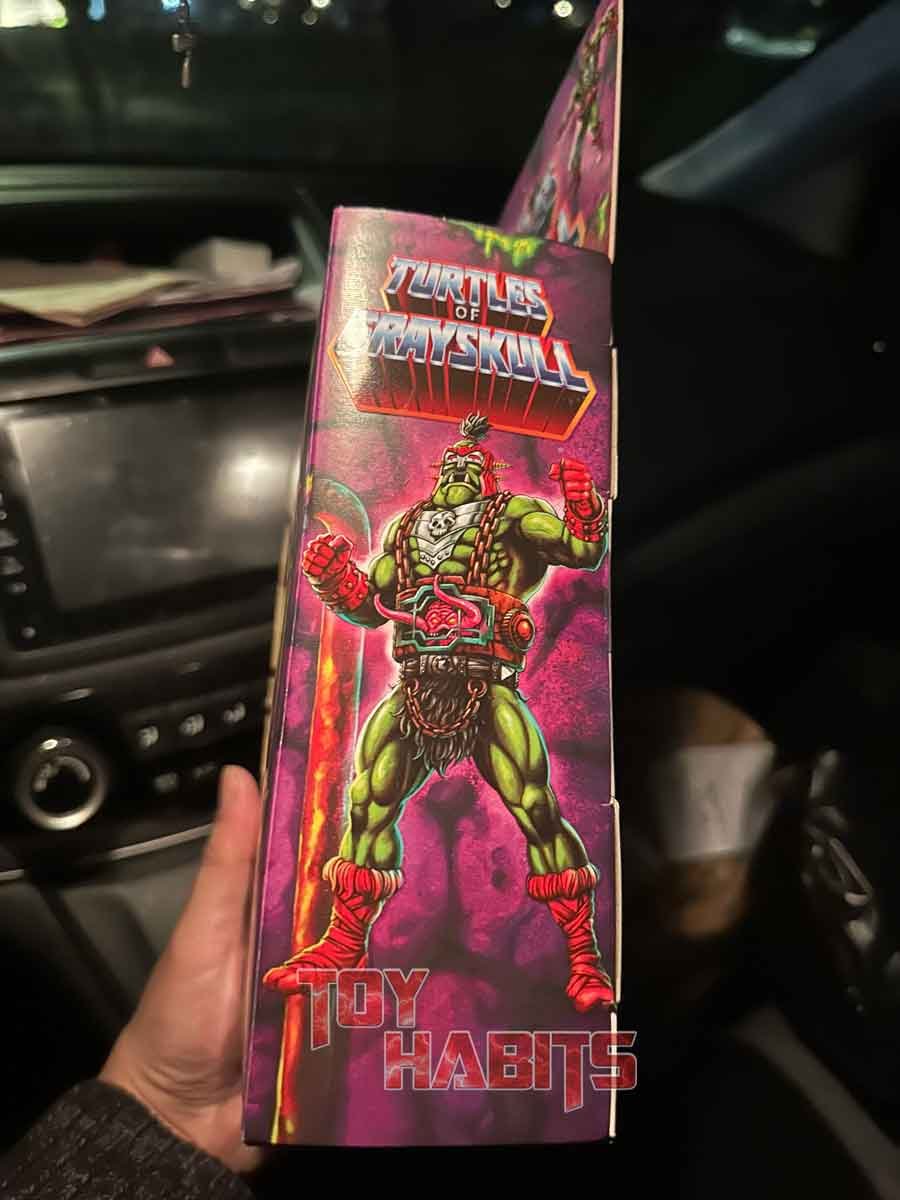 TURTLES
OF
GRAYSKULL
TOY
HABITS